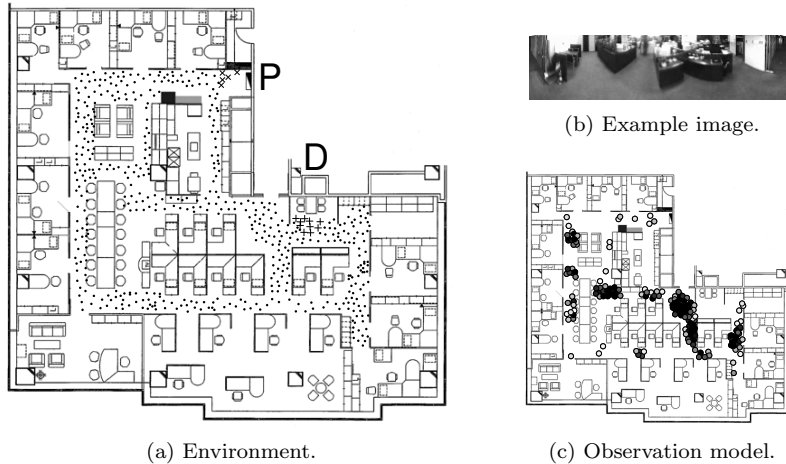 P
D
(a) Environment.
(b) Example image.
(c) Observation model.